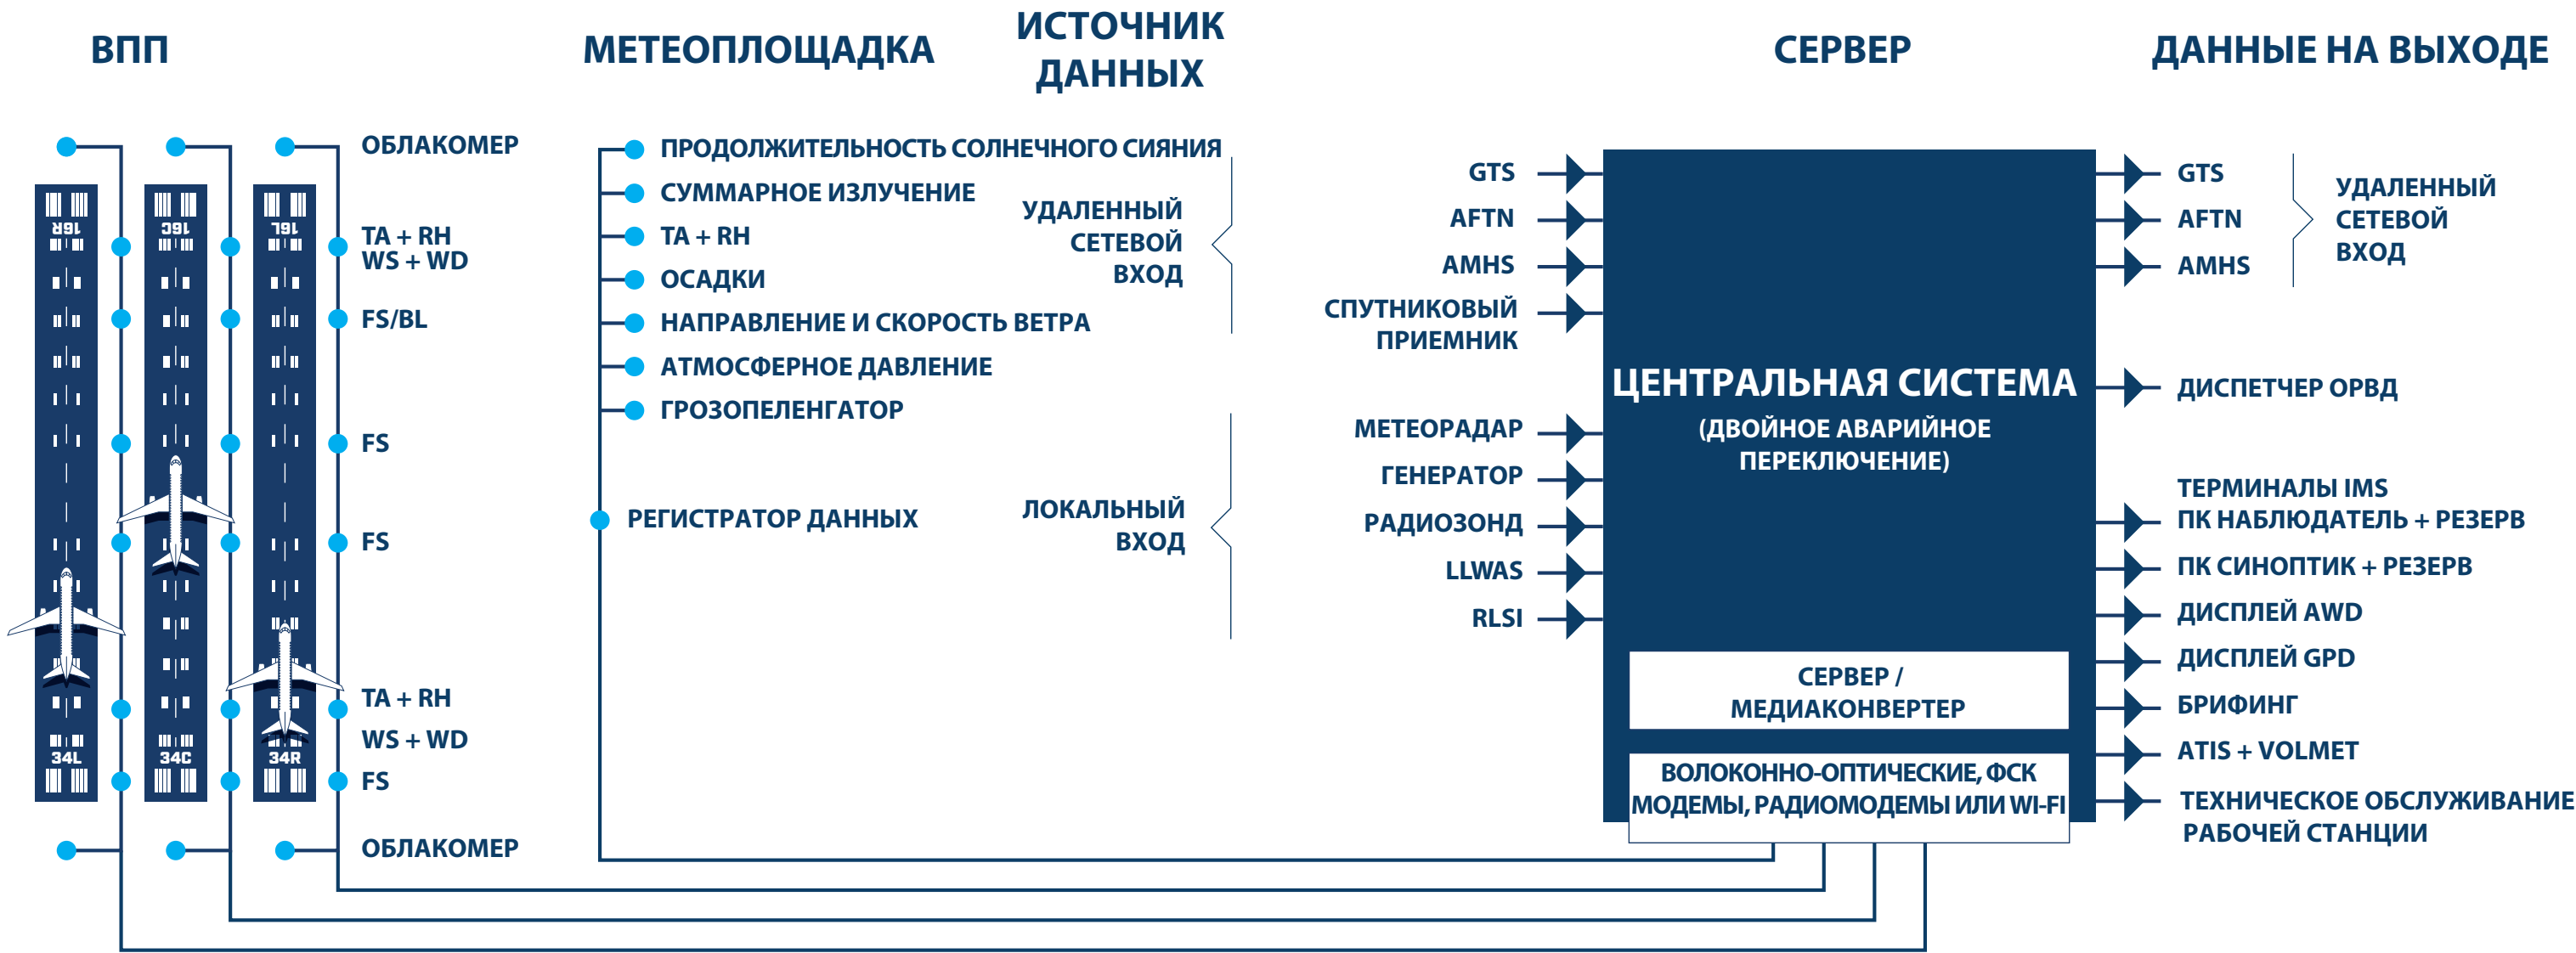 ВПП
МЕТЕОПЛОЩАДКА
ИСТОЧНИК
ДАННЫХ
СЕРВЕР
ДАННЫЕ НА ВЫХОДЕ
16R
16C
16L
34L
34C
34R
ОБЛАКОМЕР
TA + RH
WS + WD
FS/BL
FS
FS
TA + RH
WS + WD
FS
ОБЛАКОМЕР
ПРОДОЛЖИТЕЛЬНОСТЬ СОЛНЕЧНОГО СИЯНИЯ
СУММАРНОЕ ИЗЛУЧЕНИЕ
TA + RH
ОСАДКИ
НАПРАВЛЕНИЕ И СКОРОСТЬ ВЕТРА
АТМОСФЕРНОЕ ДАВЛЕНИЕ
ГРОЗОПЕЛЕНГАТОР
РЕГИСТРАТОР ДАННЫХ
УДАЛЕННЫЙ
СЕТЕВОЙ
ВХОД
ЛОКАЛЬНЫЙ
ВХОД
GTS
AFTN
AMHS
СПУТНИКОВЫЙ
ПРИЕМНИК
МЕТЕОРАДАР
ГЕНЕРАТОР
РАДИОЗОНД
LLWAS
RLSI
ЦЕНТРАЛЬНАЯ СИСТЕМА
(ДВОЙНОЕ АВАРИЙНОЕ
ПЕРЕКЛЮЧЕНИЕ)
СЕРВЕР /
МЕДИАКОНВЕРТЕР
ВОЛОКОННО-ОПТИЧЕСКИЕ, ФСК
МОДЕМЫ, РАДИОМОДЕМЫ ИЛИ WI-FI
GTS
AFTN
AMHS
УДАЛЕННЫЙ
СЕТЕВОЙ
ВХОД
ДИСПЕТЧЕР ОРВД
ТЕРМИНАЛЫ IMS
ПК НАБЛЮДАТЕЛЬ + РЕЗЕРВ
ПК СИНОПТИК + РЕЗЕРВ
ДИСПЛЕЙ AWD
ДИСПЛЕЙ GPD
БРИФИНГ
ATIS + VOLMET
ТЕХНИЧЕСКОЕ ОБСЛУЖИВАНИЕ
РАБОЧЕЙ СТАНЦИИ